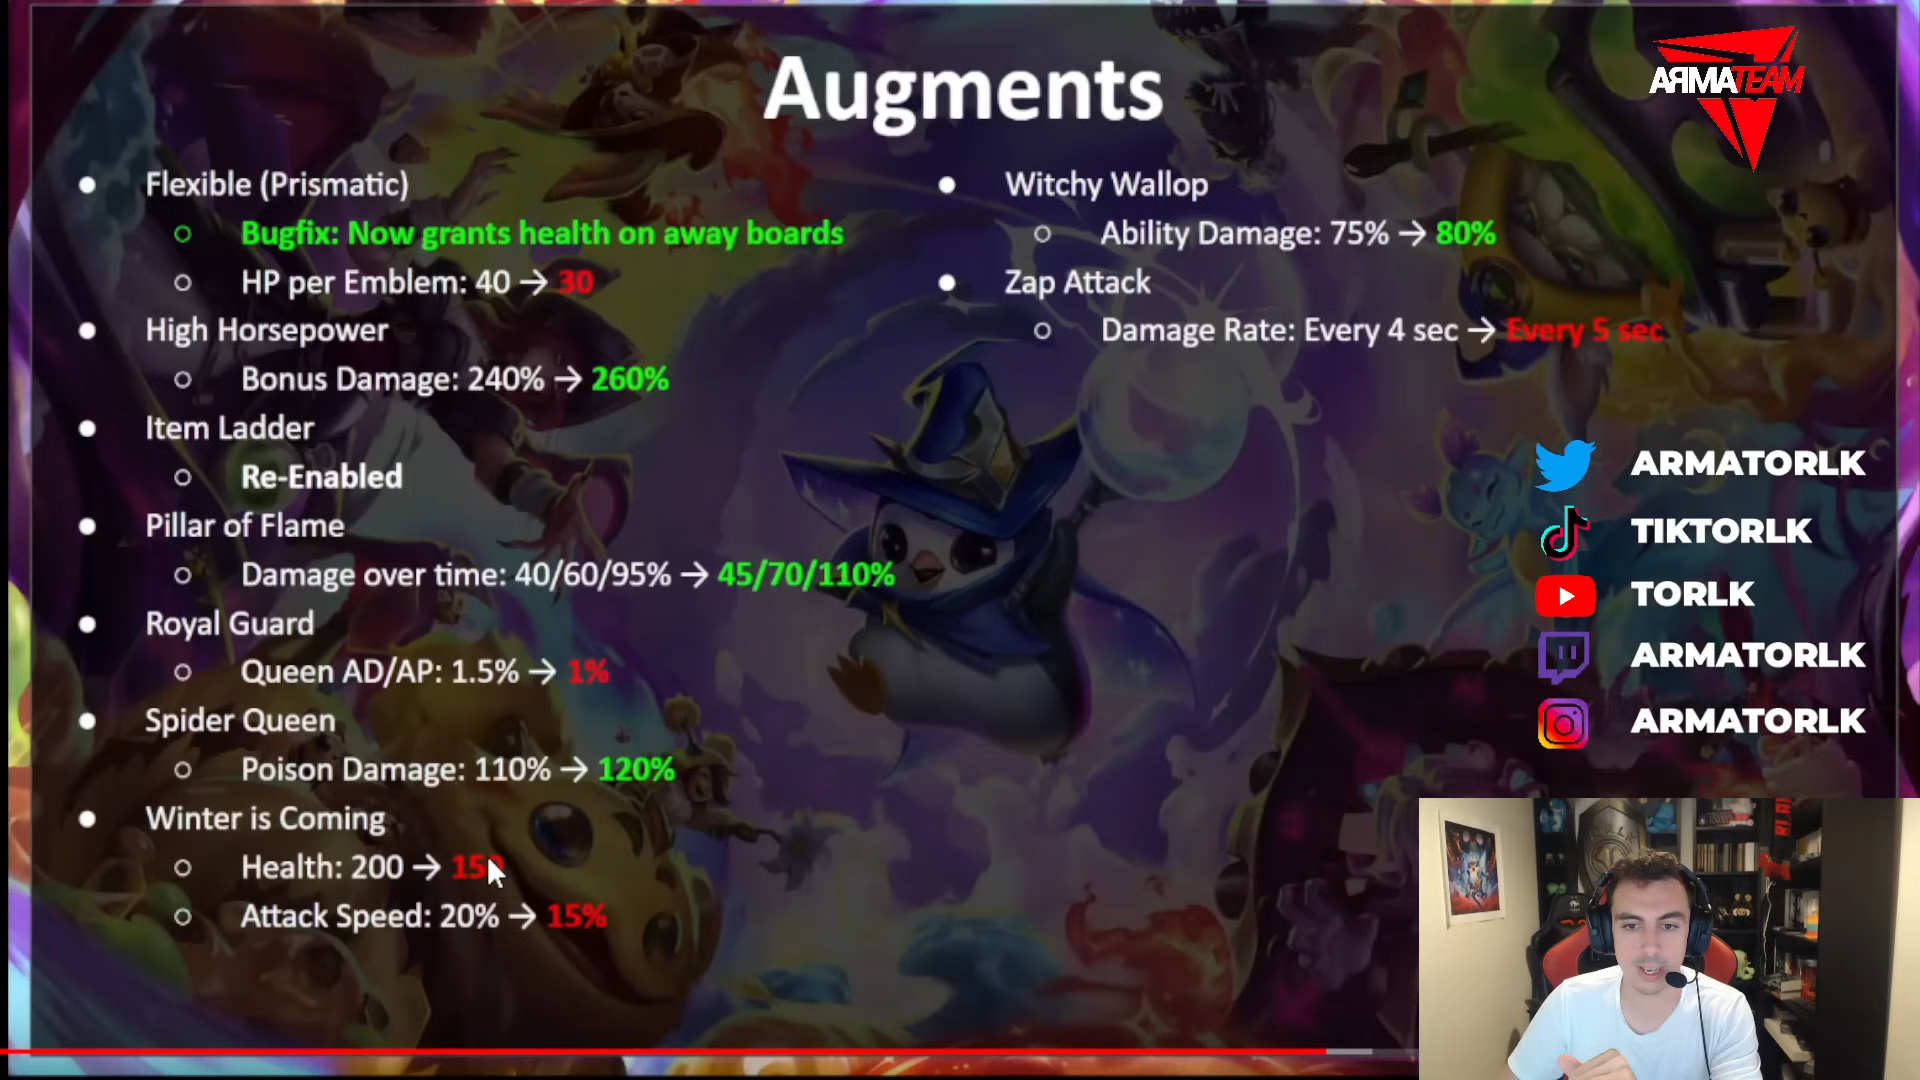 Augments
ARMATEAM
Flexible (Prismatic)
Bugfix: Now grants health on away boards
HP per Emblem: 40 → 30
High Horsepower
Bonus Damage: 240% → 260%
Item Ladder
Re-Enabled
Pillar of Flame
Damage over time: 40/60/95% → 45/70/110%
Royal Guard
Queen AD/AP: 1.5% → 1%
Spider Queen
Poison Damage: 110% → 120%
Winter is Coming
Health: 200 →
Attack Speed: 20% → 15%
Witchy Wallop
Ability Damage: 75% → 80%
Zap Attack
Damage Rate: Every 4 sec → Every 5 sec
ARMATORLK
TIKTORLK
TORLK
ARMATORLK
ARMATORLK